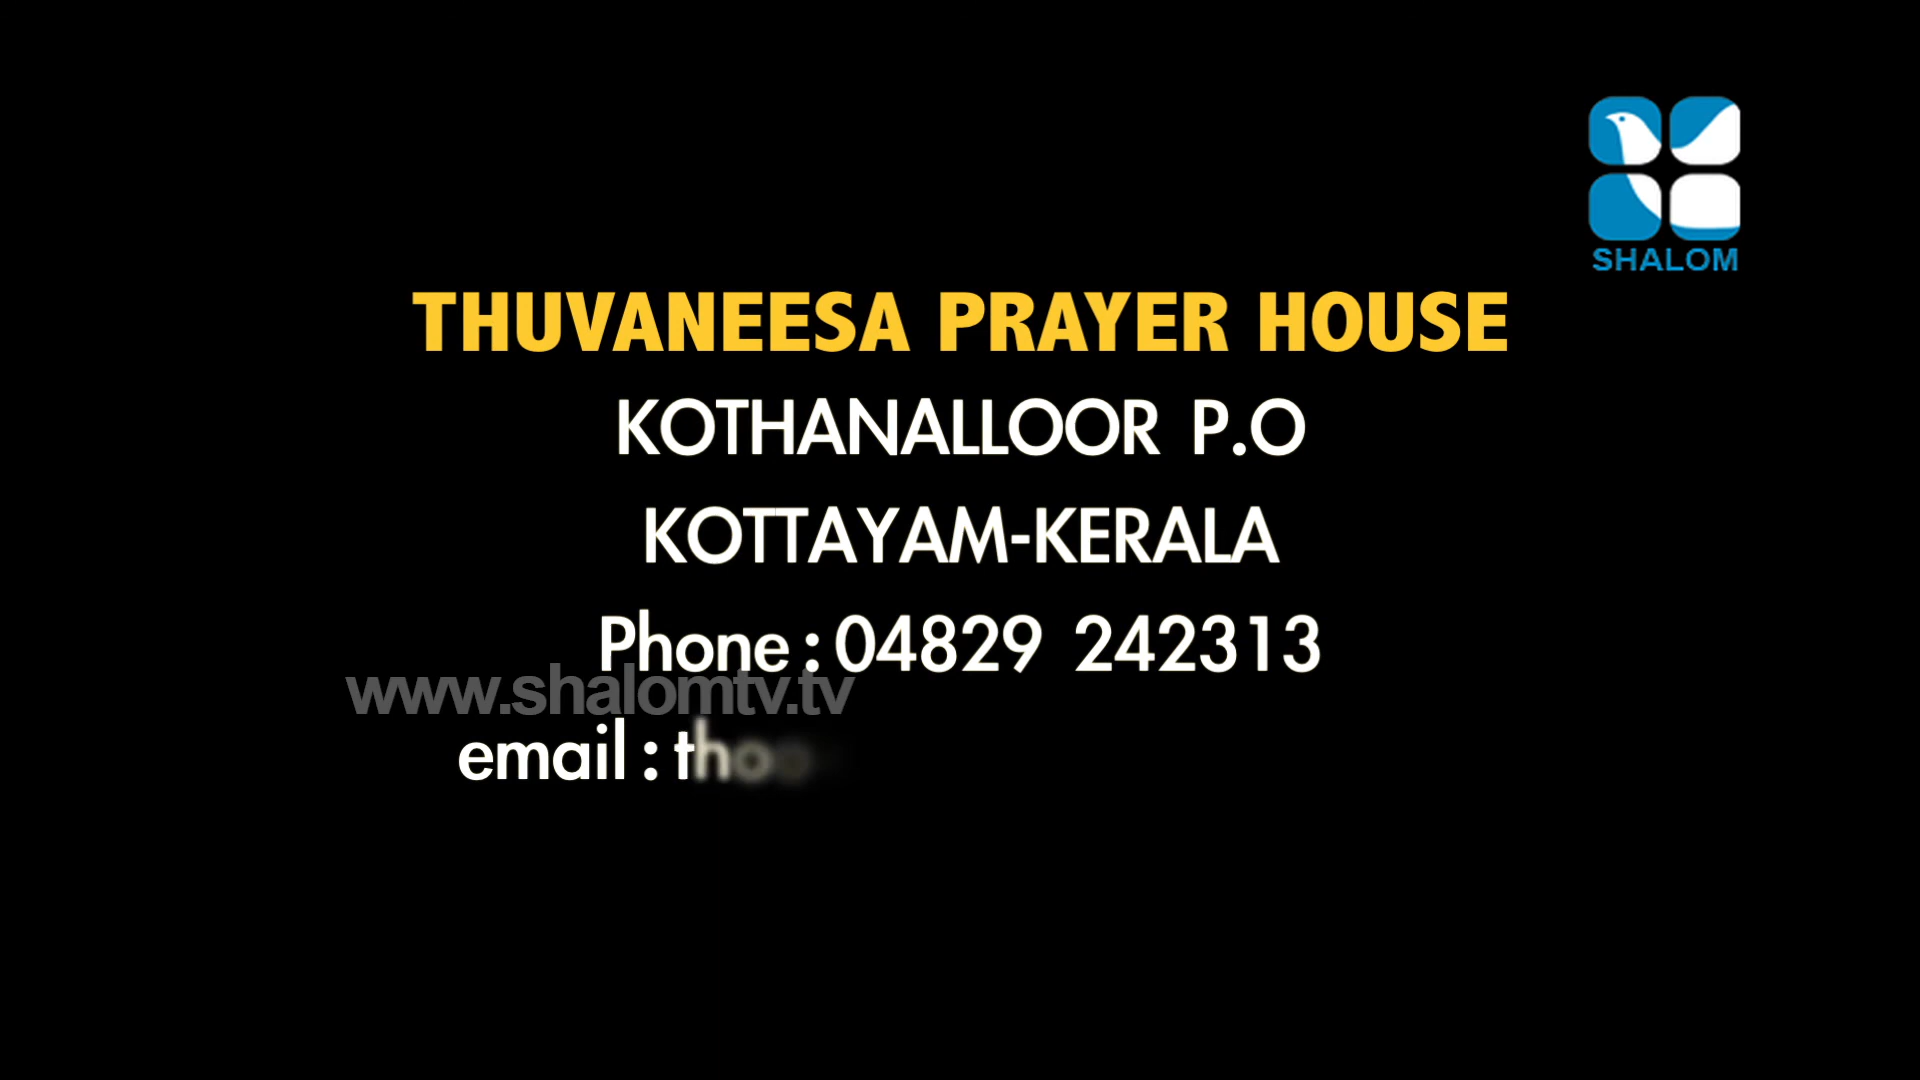 SHALOM
THUVANEESA PRAYER HOUSE
KOTHANALLOOR P.O
KOTTAYAM-KERALA
Phone : 04829 242313
www.shalomtv.tv
email :